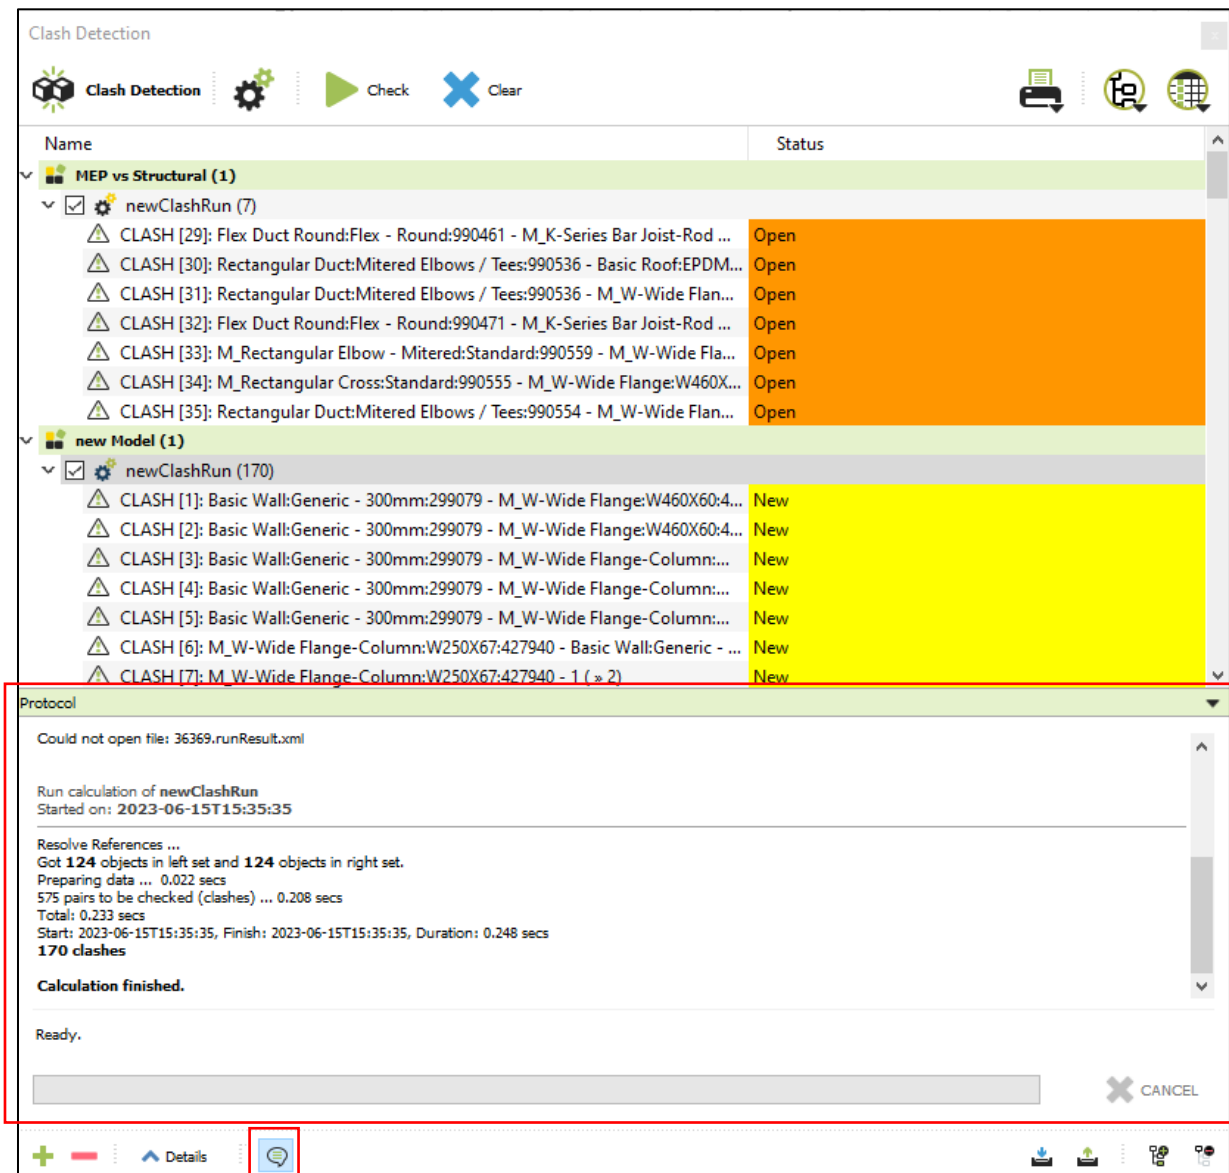 Clash Detection
x
Clash Detection
Check
Clear
Name
Status
MEP vs Structural (1)
newClashRun (7)
CLASH [29]: Flex Duct Round:Flex - Round:990461 - M_K-Series Bar Joist-Rod ... Open
CLASH [30]: Rectangular Duct:Mitered Elbows / Tees:990536 - Basic Roof:EPDM... Open
CLASH [31]: Rectangular Duct:Mitered Elbows / Tees:990536 - M_W-Wide Flan... Open
CLASH [32]: Flex Duct Round:Flex - Round:990471 - M_K-Series Bar Joist-Rod ... Open
CLASH [33]: M_Rectangular Elbow - Mitered:Standard:990559 - M_W-Wide Fla... Open
CLASH [34]: M_Rectangular Cross:Standard:990555 - M_W-Wide Flange:W460X... Open
CLASH [35]: Rectangular Duct:Mitered Elbows / Tees:990554 - M_W-Wide Flan... Open
new Model (1)
newClashRun (170)
CLASH [1]: Basic Wall:Generic - 300mm:299079 - M_W-Wide Flange:W460X60:4... New
CLASH [2]: Basic Wall:Generic - 300mm:299079 - M_W-Wide Flange:W460X60:4... New
CLASH [3]: Basic Wall:Generic - 300mm:299079 - M_W-Wide Flange-Column:... New
CLASH [4]: Basic Wall:Generic - 300mm:299079 - M_W-Wide Flange-Column:... New
CLASH [5]: Basic Wall:Generic - 300mm:299079 - M_W-Wide Flange-Column:... New
CLASH [6]: M_W-Wide Flange-Column:W250X67:427940 - Basic Wall:Generic - ... New
CLASH [7]: M_W-Wide Flange-Column:W250X67:427940 - 1 ( » 2) New
Protocol
Could not open file: 36369.runResult.xml
Run calculation of newClashRun
Started on: 2023-06-15T15:35:35
Resolve References ...
Got 124 objects in left set and 124 objects in right set.
Preparing data ... 0.022 secs
575 pairs to be checked (clashes) ... 0.208 secs
Total: 0.233 secs
Start: 2023-06-15T15:35:35, Finish: 2023-06-15T15:35:35, Duration: 0.248 secs
170 clashes
Calculation finished.
Ready.
CANCEL
Details